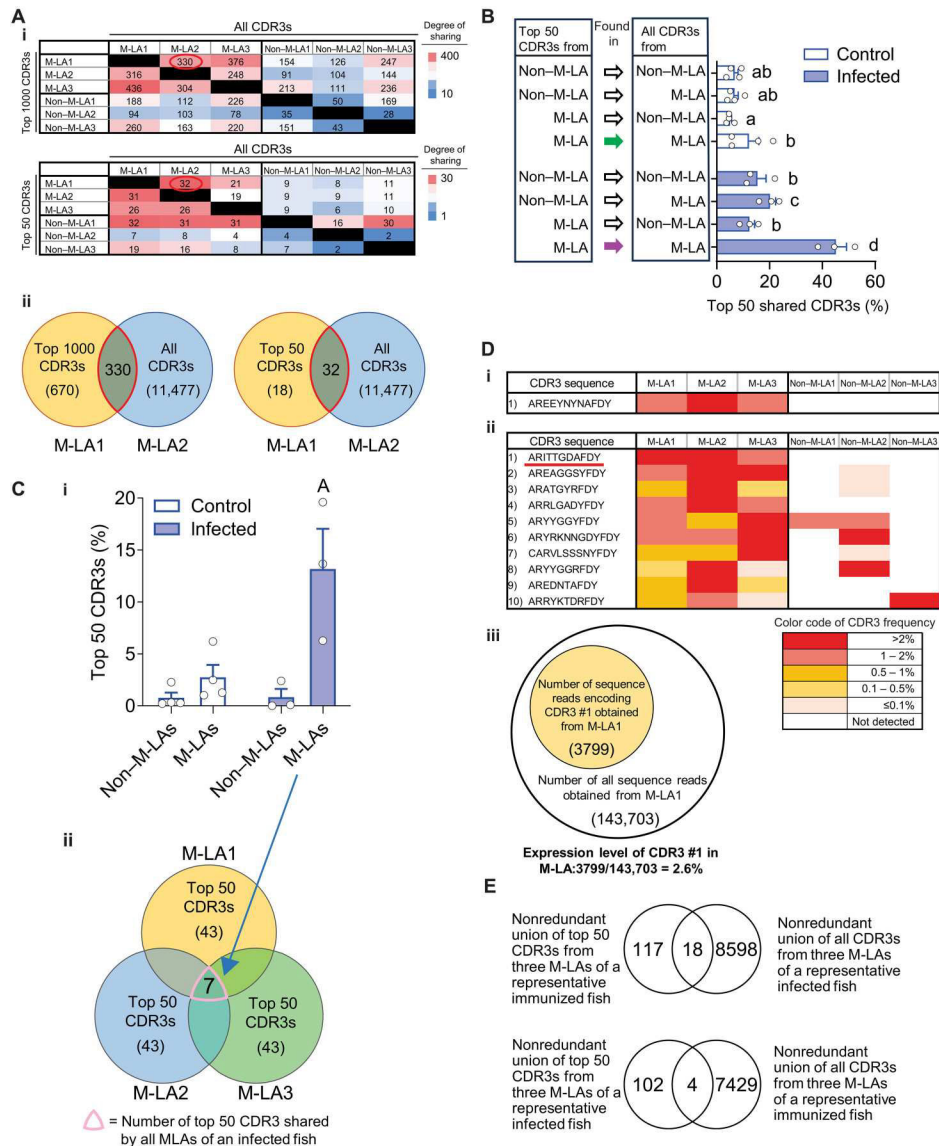 A
i
All CDR3s
M-LA1 M-LA2 M-LA3 Non–M-LA1 Non–M-LA2 Non–M-LA3
Top 1000 CDR3s
M-LA1 330 376 154 126 247
M-LA2 316 248 91 104 144
M-LA3 436 304 213 111 236
Non–M-LA1 188 112 226 50 169
Non–M-LA2 94 103 78 35 28
Non–M-LA3 260 163 220 151 43
Degree of
sharing
400
10
All CDR3s
M-LA1 M-LA2 M-LA3 Non–M-LA1 Non–M-LA2 Non–M-LA3
Top 50 CDR3s
M-LA1 32 21 9 8 11
M-LA2 31 19 9 9 11
M-LA3 26 26 9 6 10
Non–M-LA1 32 31 31 16 30
Non–M-LA2 7 8 4 4 2
Non–M-LA3 19 16 8 7 2
Degree of
sharing
30
1
ii
Top 1000
CDR3s
(670)
330
All
CDR3s
(11,477)
M-LA1
M-LA2
Top 50
CDR3s
(18)
32
All
CDR3s
(11,477)
M-LA1
M-LA2
B
Top 50
CDR3s from
Found
in
All CDR3s
from
Control
Infected
Non–M-LA Non–M-LA ab
Non–M-LA M-LA ab
M-LA Non–M-LA a
M-LA M-LA b
Non–M-LA Non–M-LA b
Non–M-LA M-LA c
M-LA Non–M-LA b
M-LA M-LA d
0 20 40 60
Top 50 shared CDR3s (%)
C
i
Control
Infected
A
Top 50 CDR3s (%)
20
15
10
5
0
Non–M-LAs
M-LAs
Non–M-LAs
M-LAs
ii
M-LA1
Top 50
CDR3s
(43)
7
Top 50
CDR3s
(43)
Top 50
CDR3s
(43)
M-LA2
M-LA3
= Number of top 50 CDR3 shared
by all MLAs of an infected fish
D
i
CDR3 sequence M-LA1 M-LA2 M-LA3 Non–M-LA1 Non–M-LA2 Non–M-LA3
1) AREEYNYNAFDY
ii
CDR3 sequence M-LA1 M-LA2 M-LA3 Non–M-LA1 Non–M-LA2 Non–M-LA3
1) ARITTGDAFDY
2) AREAGGSYFDY
3) ARATGYRFDY
4) ARRLGADYFDY
5) ARYYGGYFDY
6) ARYRKNNGDYFDY
7) CARVLSSSNYFDY
8) ARYYGGRFDY
9) AREDNTAFDY
10) ARRYKTDRFDY
Color code of CDR3 frequency
>2%
1 – 2%
0.5 – 1%
0.1 – 0.5%
≤0.1%
Not detected
iii
Number of sequence
reads encoding
CDR3 #1 obtained
from M-LA1
(3799)
Number of all sequence reads
obtained from M-LA1
(143,703)
Expression level of CDR3 #1 in
M-LA:3799/143,703 = 2.6%
E
Nonredundant
union of top 50
CDR3s from
three M-LAs of a
representative
immunized fish
117 18 8598
Nonredundant
union of all CDR3s
from three M-LAs
of a representative
infected fish
Nonredundant
union of top 50
CDR3s from
three M-LAs of a
representative
infected fish
102 4 7429
Nonredundant
union of all CDR3s
from three M-LAs
of a representative
immunized fish